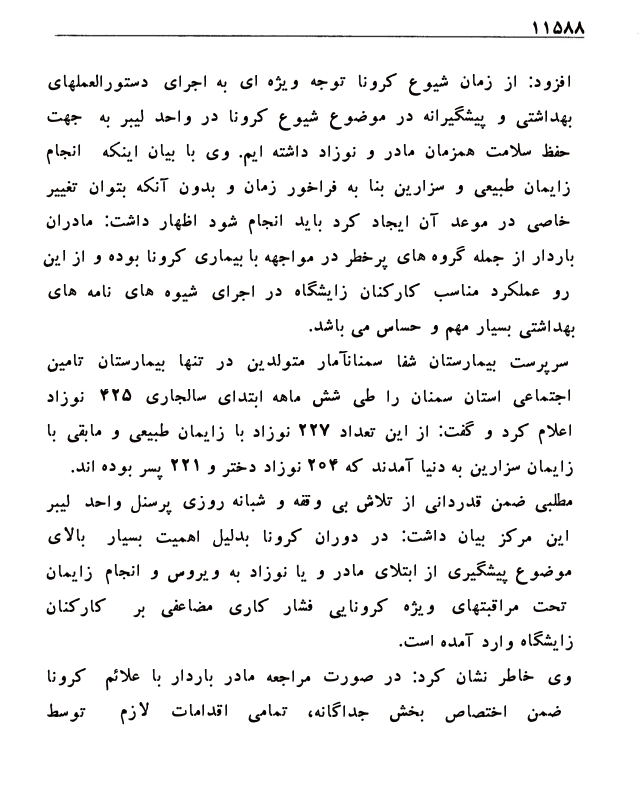 ۱۱۵۸۸
افزود: از زمان شیوع کرونا توجه ویژه ای به اجرای دستورالعملهای
بهداشتی و پیشگیرانه در موضوع شیوع کرونا در واحد لیبر به جهت
حفظ سلامت همزمان مادر و نوزاد داشته ایم. وی با بیان اینکه انجام
زایمان طبیعی و سزارین بنا به فراخور زمان و بدون آنکه بتوان تغییر
خاصی در موعد آن ایجاد کرد باید انجام شود اظهار داشت: مادران
باردار از جمله گروه های پرخطر در مواجهه با بیماری کرونا بوده و از این
رو عملکرد مناسب کارکنان زایشگاه در اجرای شیوه های نامه های
بهداشتی بسیار مهم و حساس می باشد.
سرپرست بیمارستان شفا سمنانآمار متولدین در تنها بیمارستان تامین
اجتماعی استان سمنان را طی شش ماهه ابتدای سالجاری ۴۲۵ نوزاد
اعلام کرد و گفت: از این تعداد ۲۲۷ نوزاد با زایمان طبیعی و مابقی با
زایمان سزارین به دنیا آمدند که ۲۰۴ نوزاد دختر و ۲۲۱ پسر بوده اند.
مطلبی ضمن قدردانی از تلاش بی وقفه و شبانه روزی پرسنل واحد لیبر
این مرکز بیان داشت: در دوران کرونا بدلیل اهمیت بسیار بالای
موضوع پیشگیری از ابتلای مادر و یا نوزاد به ویروس و انجام زایمان
تحت مراقبتهای ویژه کرونایی فشار کاری مضاعفی بر کارکنان
زایشگاه وارد آمده است.
وی خاطر نشان کرد: در صورت مراجعه مادر باردار با علائم کرونا
ضمن اختصاص بخش جداگانه، تمامی اقدامات لازم توسط